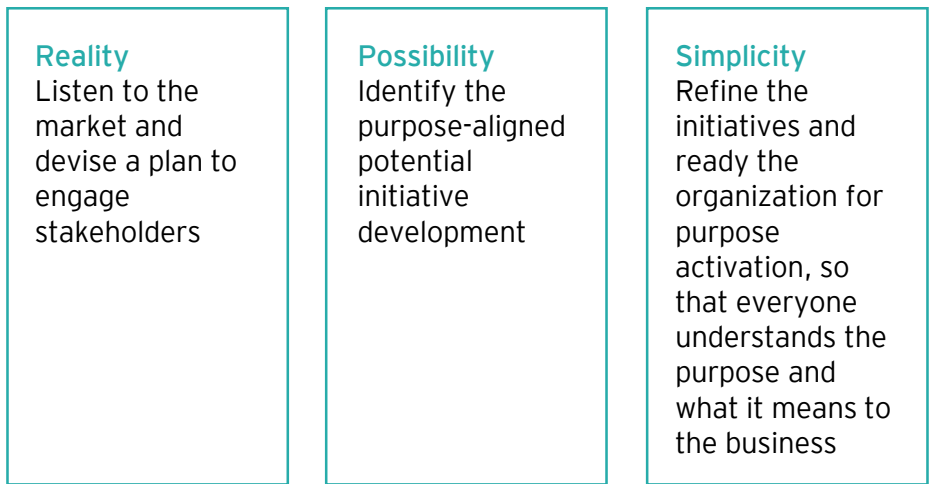 Reality
Listen to the
market and
devise a plan to
engage
stakeholders
Possibility
Identify the
purpose-aligned
potential
initiative
development
Simplicity
Refine the
initiatives and
ready the
organization for
purpose
activation, so
that everyone
understands the
purpose and
what it means to
the business